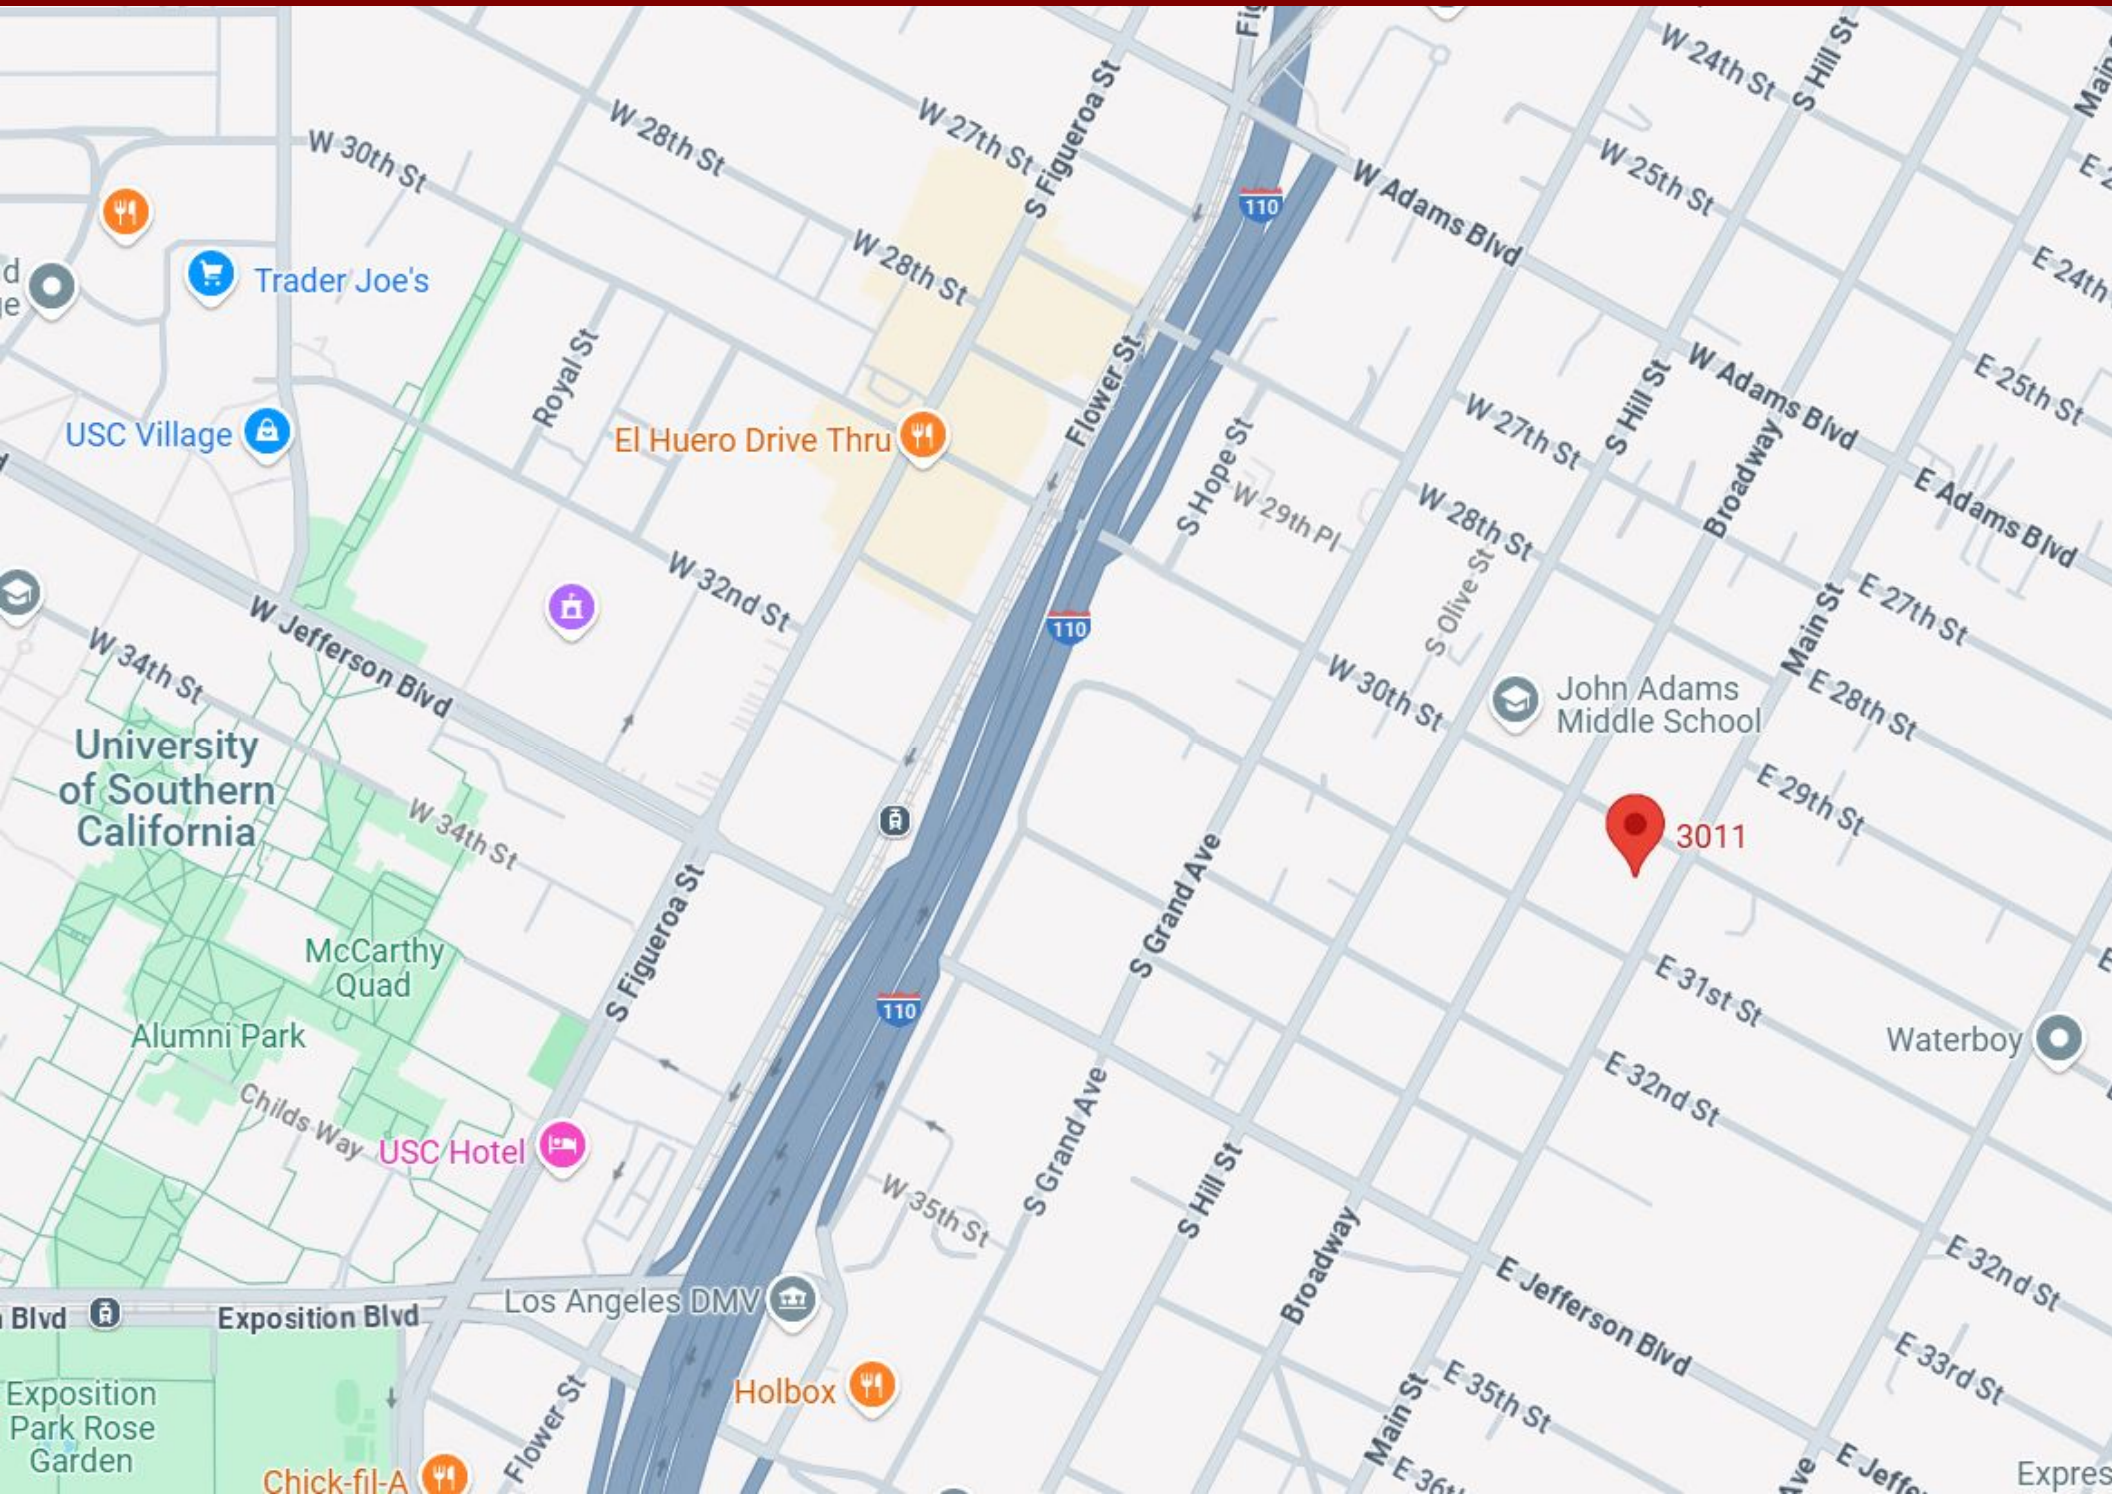 W 24th St
S Hill St
W 27th St
S Figueroa St
W 28th St
W 30th St
W 25th St
110
W Adams Blvd
W 28th St
E 24th
Trader Joe's
Royal St
Flower St
W Adams Blvd
E 25th St
S Hill St
W 27th St
Broadway
USC Village
El Huero Drive Thru
S Hope St
W 29th Pl
E Adams Blvd
W 28th St
S Olive St
W 32nd St
E 27th St
Main St
110
W Jefferson Blvd
W 34th St
W 30th St
John Adams
Middle School
E 28th St
University
of Southern
California
W 34th St
E 29th St
3011
S Grand Ave
S Figueroa St
McCarthy
Quad
E 31st St
110
Alumni Park
Waterboy
E 32nd St
Childs Way
USC Hotel
S Grand Ave
S Hill St
W 35th St
Broadway
E 32nd St
E Jefferson Blvd
Blvd
Exposition Blvd
Los Angeles DMV
E 33rd St
Exposition
Park Rose
Garden
Holbox
E 35th St
Main St
Flower St
Chick-fil-A